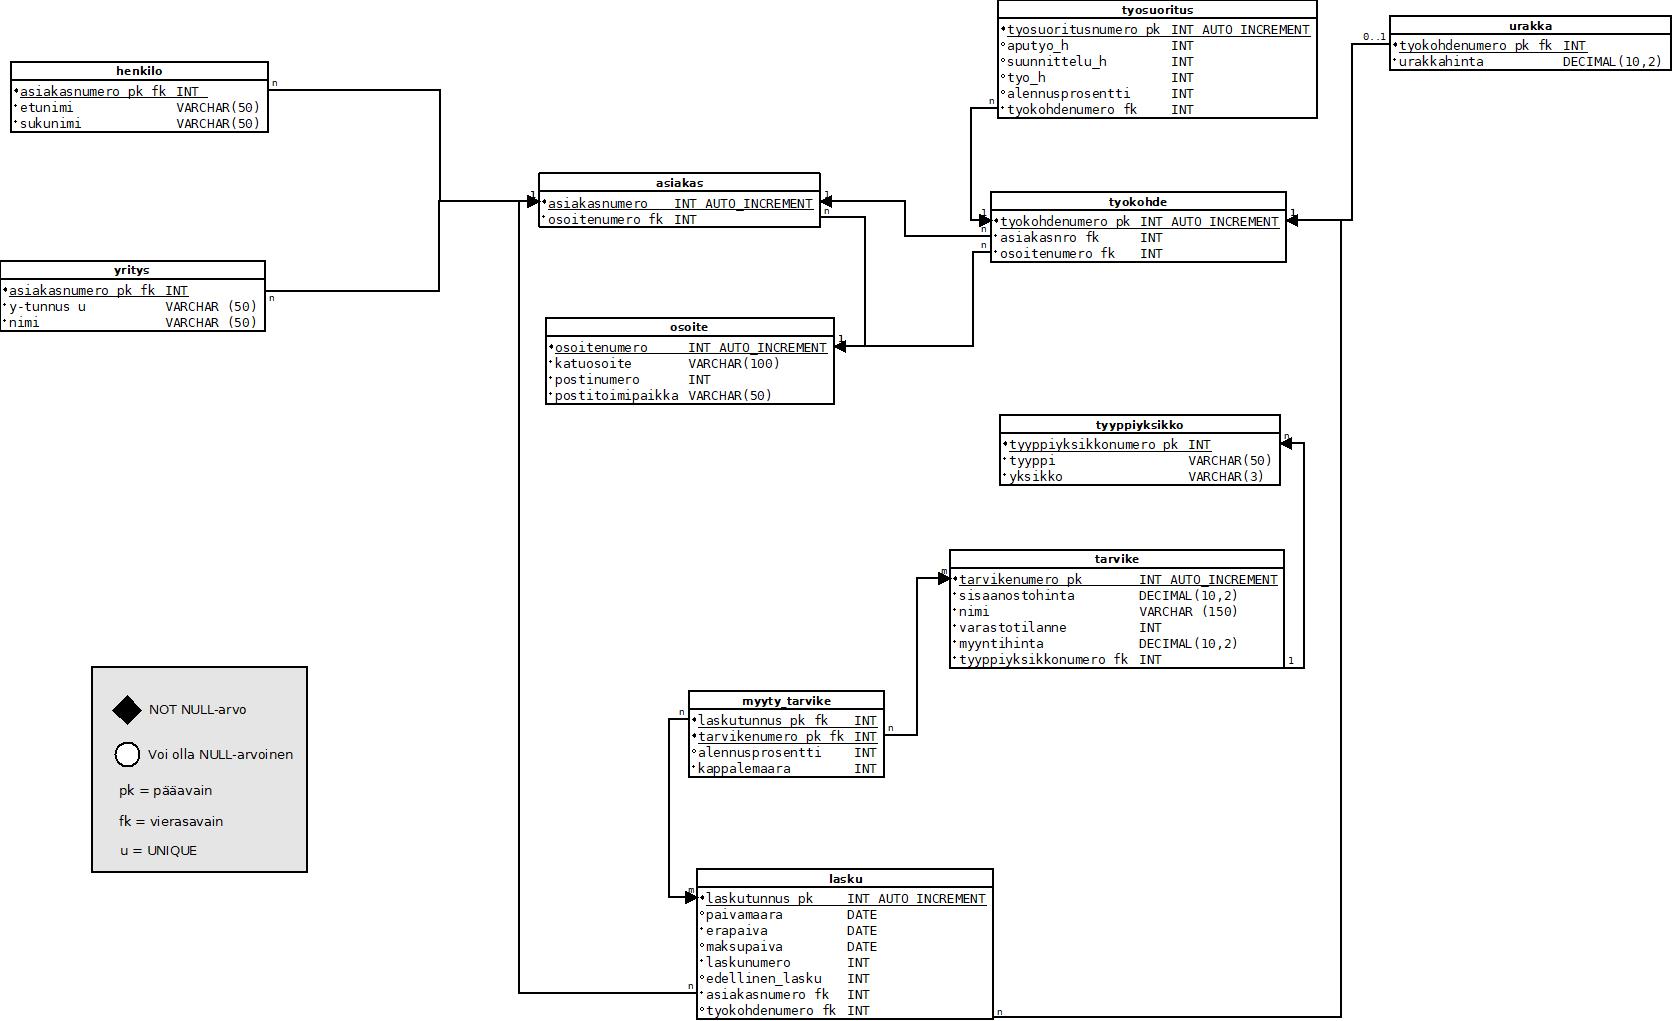 henkilo
n
asiakasnumero pk fk INT
etunimi VARCHAR(50)
sukunimi VARCHAR(50)
yritys
asiakasnumero pk fk INT
n
y-tunnus u VARCHAR (50)
nimi VARCHAR (50)
asiakas
1
1
asiakasnumero INT AUTO_INCREMENT
n
osoitenumero fk INT
osoite
1
osoitenumero INT AUTO_INCREMENT
katuosoite VARCHAR(100)
postinumero INT
postitoimipaikka VARCHAR(50)
tyosuoritus
tyosuoritusnumero pk INT AUTO INCREMENT
aputyo_h INT
suunnittelu_h INT
tyo_h INT
alennusprosentti INT
n
tyokohdenumero fk INT
urakka
0..1
tyokohdenumero pk fk INT
urakkahinta DECIMAL(10,2)
tyokohde
1
1
tyokohdenumero pk INT AUTO INCREMENT
n
asiakasnro fk INT
n
osoitenumero fk INT
tyyppiyksikko
n
tyyppiyksikkonumero pk INT
tyyppi VARCHAR(50)
yksikko VARCHAR(3)
tarvike
m
tarvikenumero pk INT AUTO_INCREMENT
sisaanostohinta DECIMAL(10,2)
nimi VARCHAR (150)
varastotilanne INT
myyntihinta DECIMAL(10,2)
tyyppiyksikkonumero fk INT
1
myyty_tarvike
n
laskutunnus pk fk INT
tarvikenumero pk fk INT
n
alennusprosentti INT
kappalemaara INT
lasku
m
laskutunnus pk INT AUTO INCREMENT
paivamaara DATE
erapaiva DATE
maksupaiva DATE
laskunumero INT
edellinen_lasku INT
n
asiakasnumero fk INT
tyokohdenumero fk INT
n
NOT NULL-arvo
Voi olla NULL-arvoinen
pk = pääavain
fk = vierasavain
u = UNIQUE